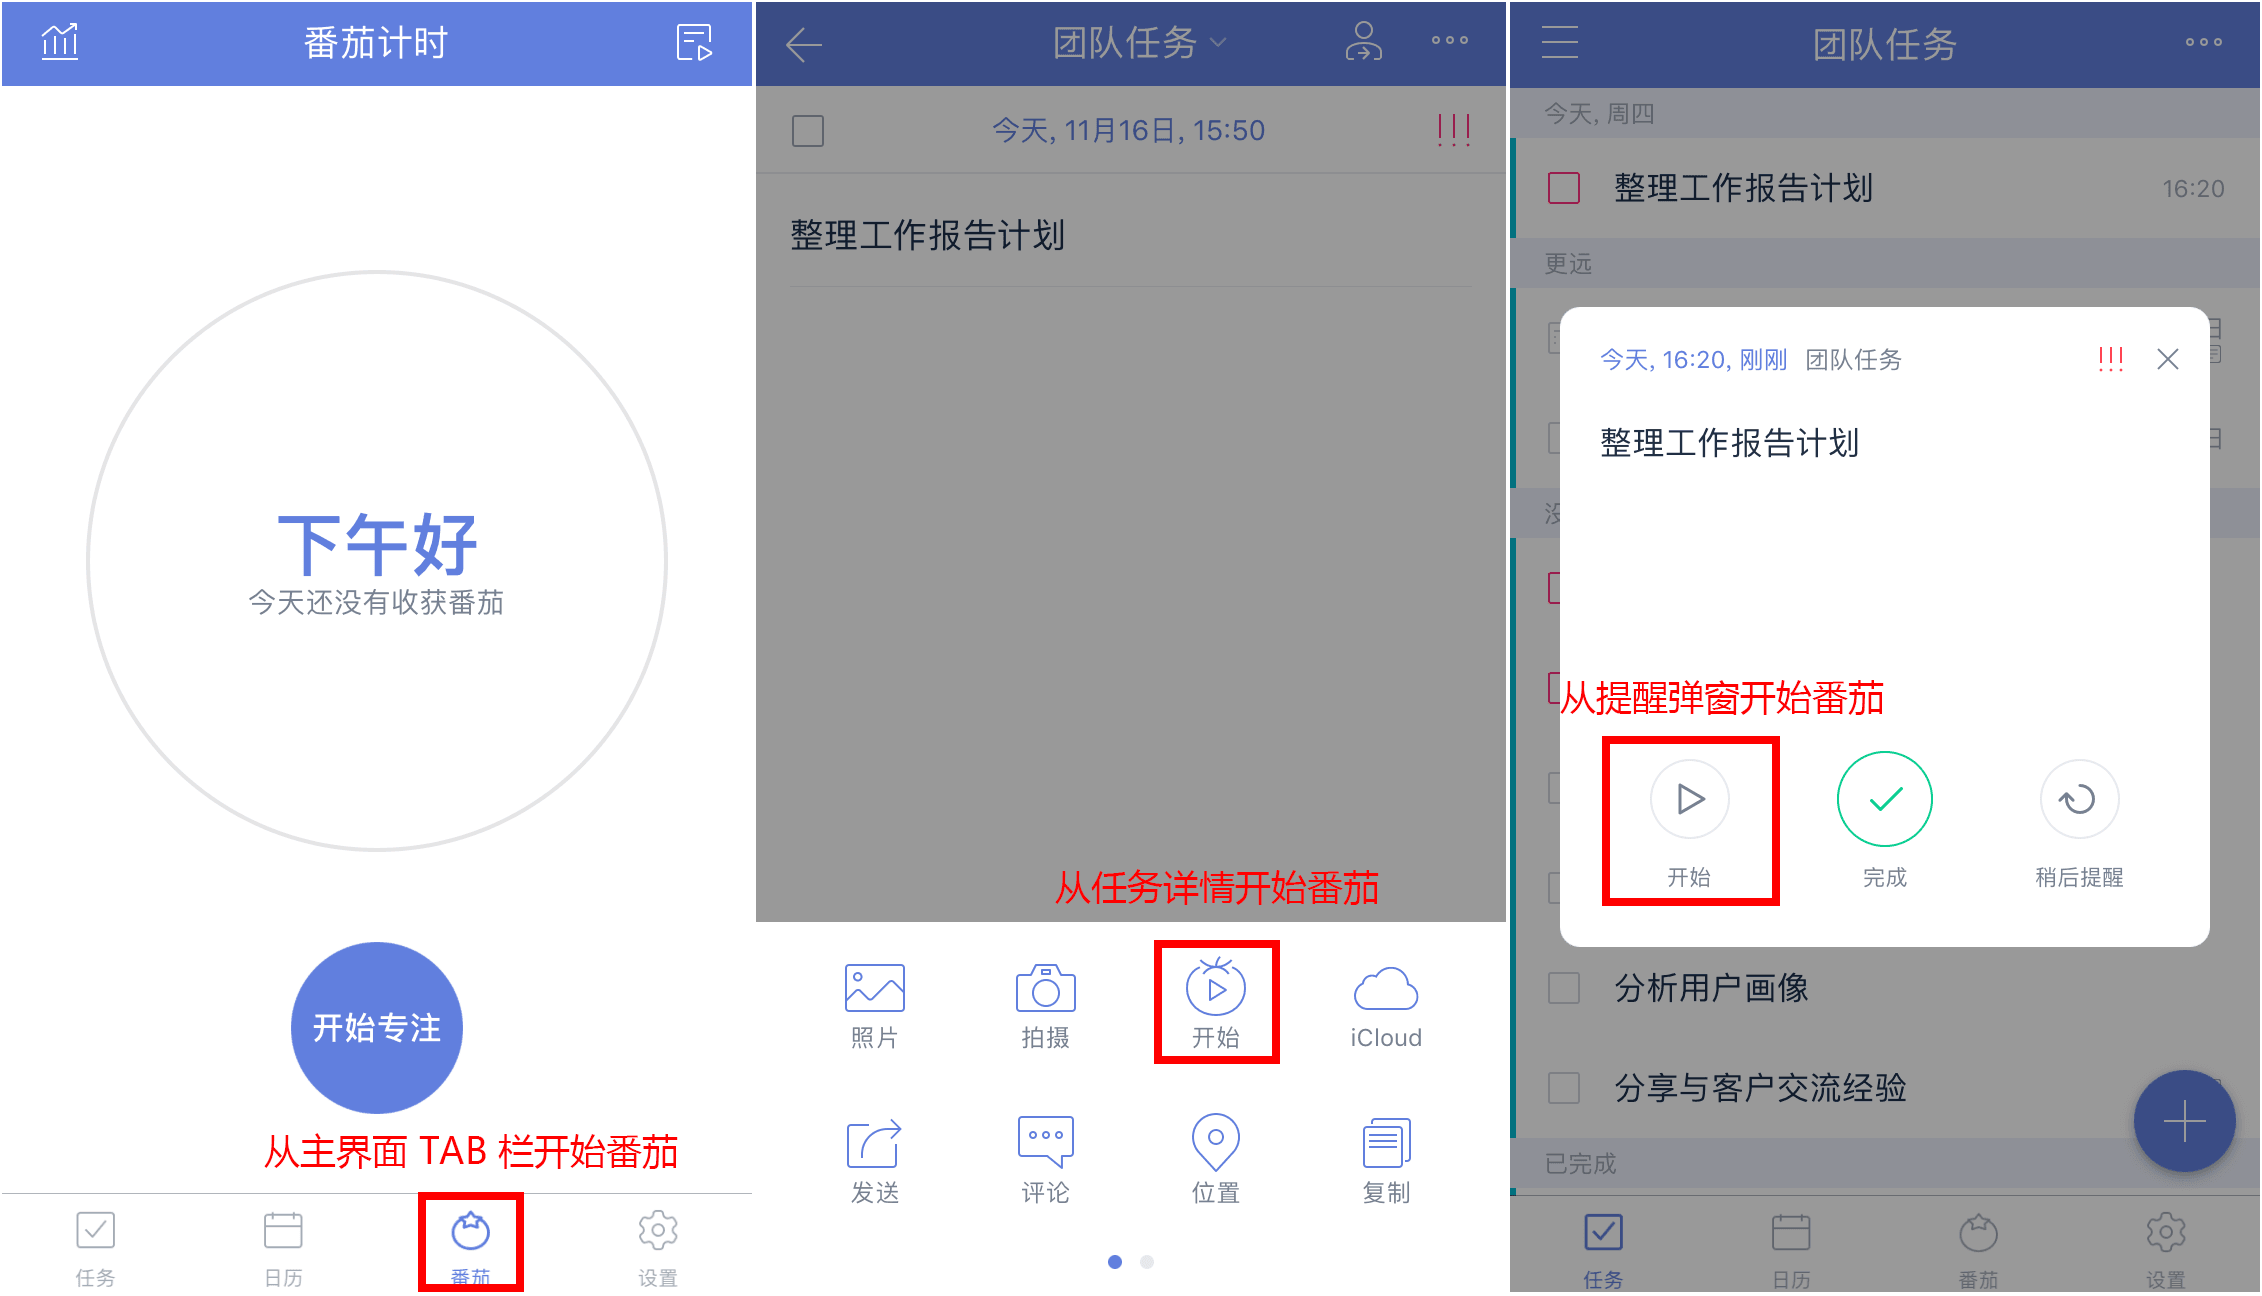 番茄计时
下午好
今天还没有收获番茄
开始专注
从主界面 TAB 栏开始番茄
任务
日历
番茄
设置
团队任务
今天, 11月16日, 15:50
!!!
整理工作报告计划
从任务详情开始番茄
照片
拍摄
开始
iCloud
发送
评论
位置
复制
团队任务
今天, 周四
整理工作报告计划
16:20
更远
今天, 16:20, 刚刚 团队任务
!!!
整理工作报告计划
从提醒弹窗开始番茄
开始
完成
稍后提醒
分析用户画像
分享与客户交流经验
已完成
任务
日历
番茄
设置